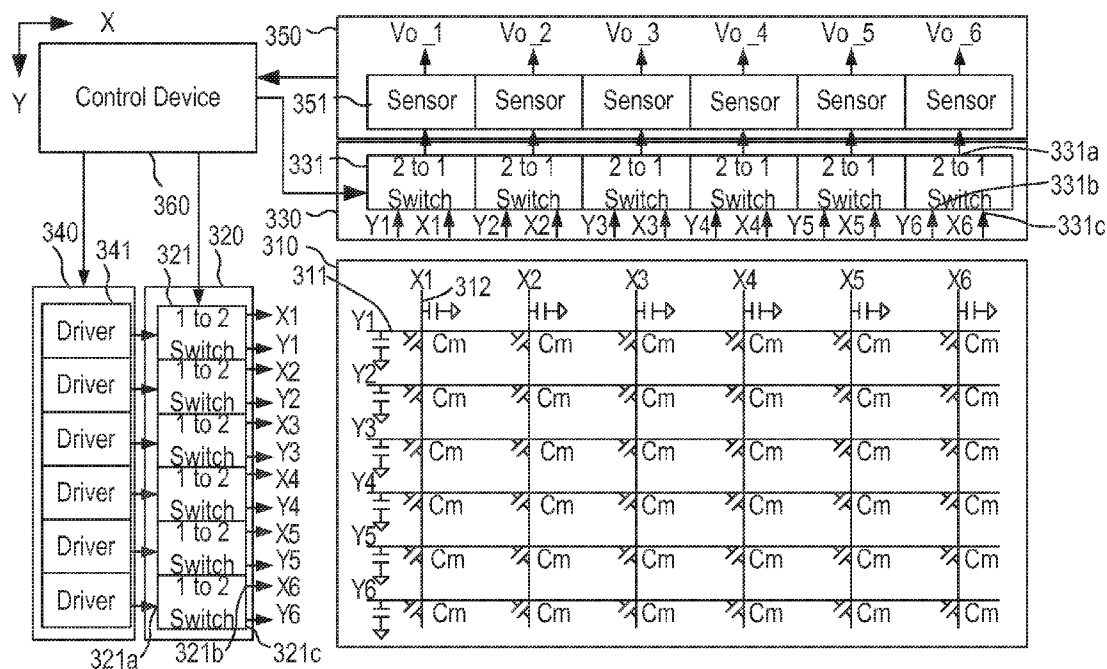 X
Y
Control Device
360
350
Vo_1 Vo_2 Vo_3 Vo_4 Vo_5 Vo_6
351
Sensor Sensor Sensor Sensor Sensor Sensor
331
2 to 1 2 to 1 2 to 1 2 to 1 2 to 1 2 to 1
Switch Switch Switch Switch Switch Switch
331a
331b
331c
330
Y1 X1 Y2 X2 Y3 X3 Y4 X4 Y5 X5 Y6 X6
310
311
312
X1 X2 X3 X4 X5 X6
Y1
Cm Cm Cm Cm Cm Cm
Y2
Cm Cm Cm Cm Cm Cm
Y3
Cm Cm Cm Cm Cm Cm
Y4
Cm Cm Cm Cm Cm Cm
Y5
Cm Cm Cm Cm Cm Cm
Y6
Cm Cm Cm Cm Cm Cm
340
341
321
320
Driver
1 to 2
Switch
X1
Y1
Driver
1 to 2
Switch
X2
Y2
Driver
1 to 2
Switch
X3
Y3
Driver
1 to 2
Switch
X4
Y4
Driver
1 to 2
Switch
X5
Y5
Driver
1 to 2
Switch
X6
Y6
321a
321b
321c